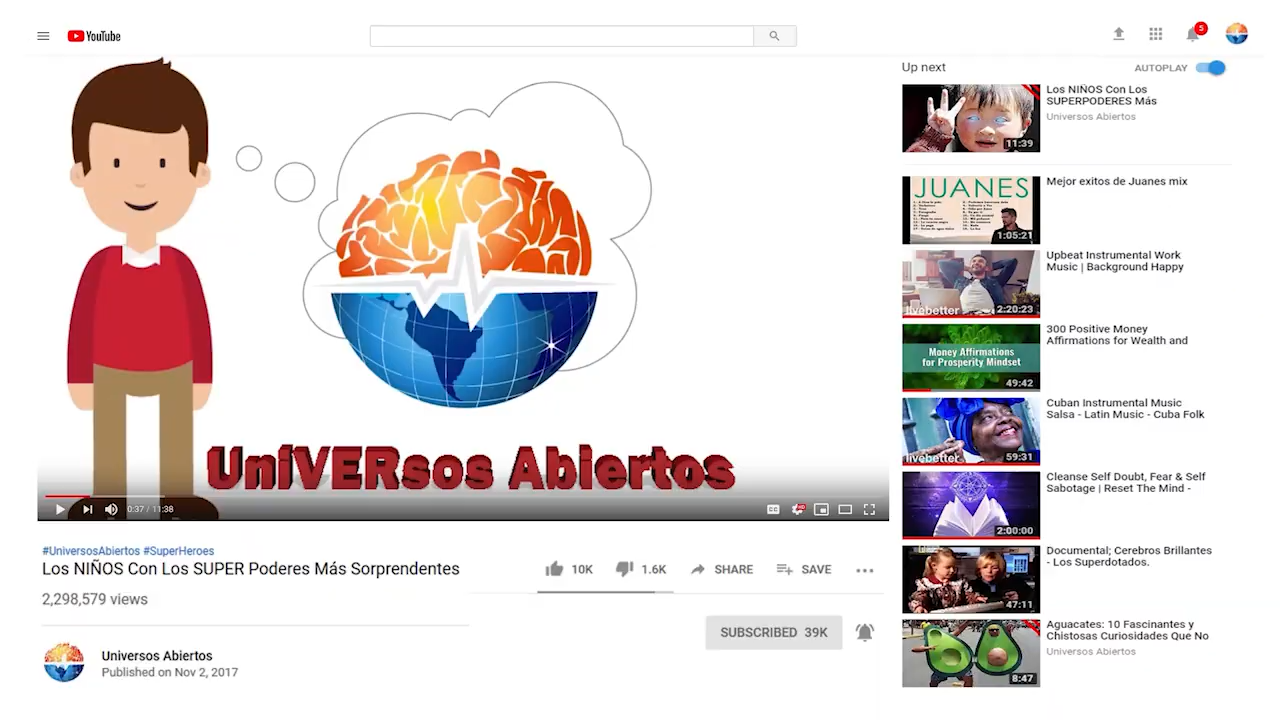 YouTube
5
Up next
AUTOPLAY
Los NIÑOS Con Los
SUPERPODERES Más
Universos Abiertos
11:39
JUANES
1:05:21
Mejor exitos de Juanes mix
Upbeat Instrumental Work
Music | Background Happy
livebetter
2:20:23
300 Positive Money
Affirmations for Wealth and
Money Affirmations
for Prosperity Mindset
49:42
Cuban Instrumental Music
Salsa - Latin Music - Cuba Folk
livebetter
59:31
Cleanse Self Doubt, Fear & Self
Sabotage | Reset The Mind -
2:00:00
Documental; Cerebros Brillantes
- Los Superdotados.
47:11
Aguacates: 10 Fascinantes y
Chistosas Curiosidades Que No
Universos Abiertos
8:47
UníVERsos Abiertos
0:37 / 11:38
CC
HD
#UniversosAbiertos #SuperHeroes
Los NIÑOS Con Los SUPER Poderes Más Sorprendentes
10K
1.6K
SHARE
SAVE
2,298,579 views
SUBSCRIBED 39K
Universos Abiertos
Published on Nov 2, 2017